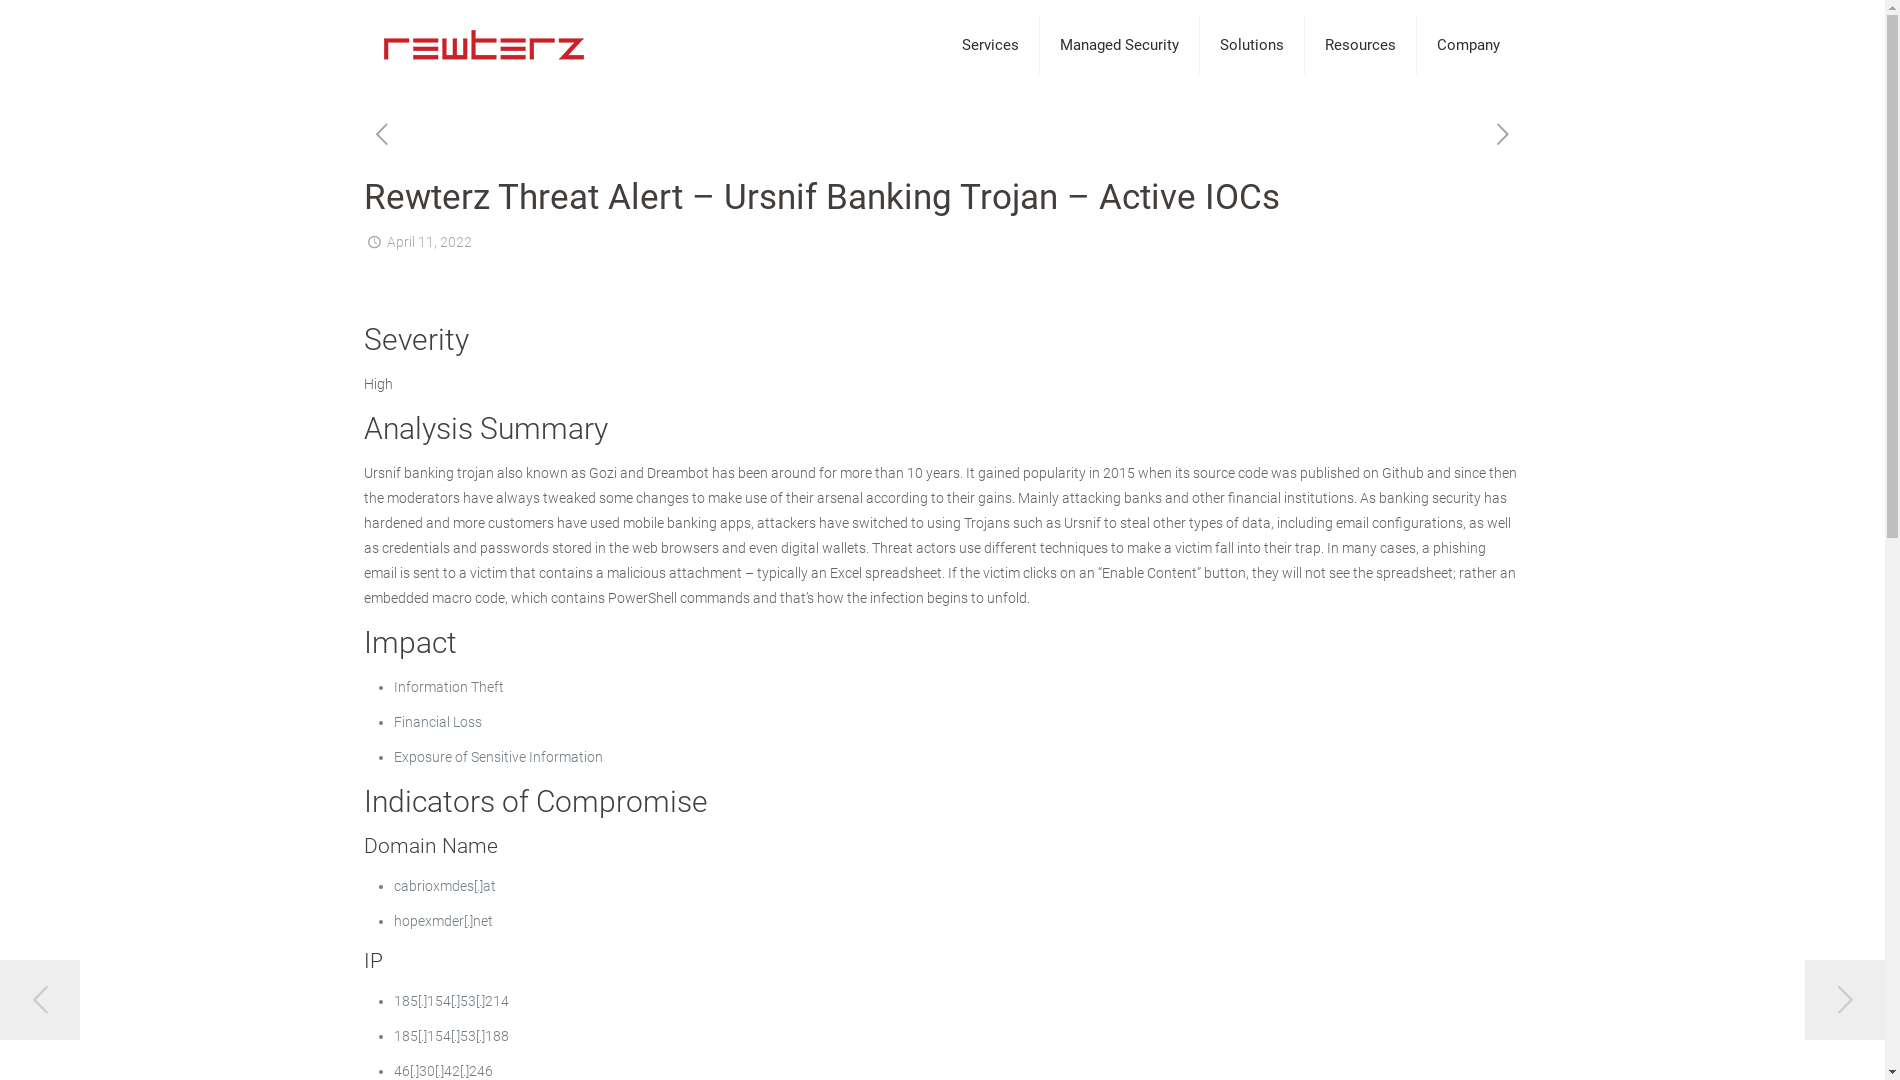 rewterz
Services
Managed Security
Solutions
Resources
Company
Rewterz Threat Alert – Ursnif Banking Trojan – Active IOCs
April 11, 2022
Severity
High
Analysis Summary
Ursnif banking trojan also known as Gozi and Dreambot has been around for more than 10 years. It gained popularity in 2015 when its source code was published on Github and since then
the moderators have always tweaked some changes to make use of their arsenal according to their gains. Mainly attacking banks and other financial institutions. As banking security has
hardened and more customers have used mobile banking apps, attackers have switched to using Trojans such as Ursnif to steal other types of data, including email configurations, as well
as credentials and passwords stored in the web browsers and even digital wallets. Threat actors use different techniques to make a victim fall into their trap. In many cases, a phishing
email is sent to a victim that contains a malicious attachment – typically an Excel spreadsheet. If the victim clicks on an “Enable Content” button, they will not see the spreadsheet; rather an
embedded macro code, which contains PowerShell commands and that’s how the infection begins to unfold.
Impact
• Information Theft
• Financial Loss
• Exposure of Sensitive Information
Indicators of Compromise
Domain Name
• cabrioxmdes[.]at
• hopexmder[.]net
IP
• 185[.]154[.]53[.]214
• 185[.]154[.]53[.]188
• 46[.]30[.]42[.]246